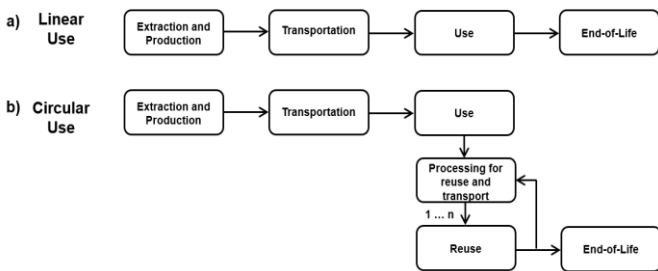 a) Linear
Use
Extraction and
Production
Transportation
Use
End-of-Life
b) Circular
Use
Extraction and
Production
Transportation
Use
Processing for
reuse and
transport
1 ... n
Reuse
End-of-Life